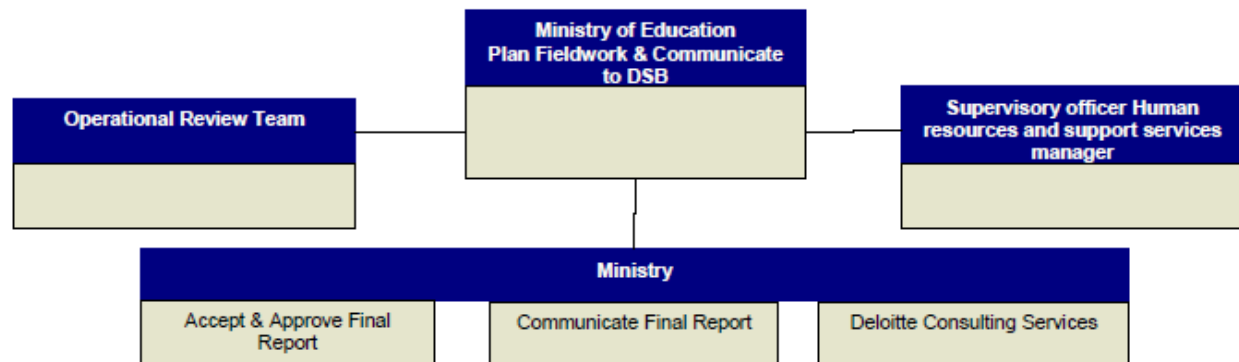 Ministry of Education
Plan Fieldwork & Communicate
to DSB
Operational Review Team
Supervisory officer Human
resources and support services
manager
Ministry
Accept & Approve Final
Report
Communicate Final Report
Deloitte Consulting Services